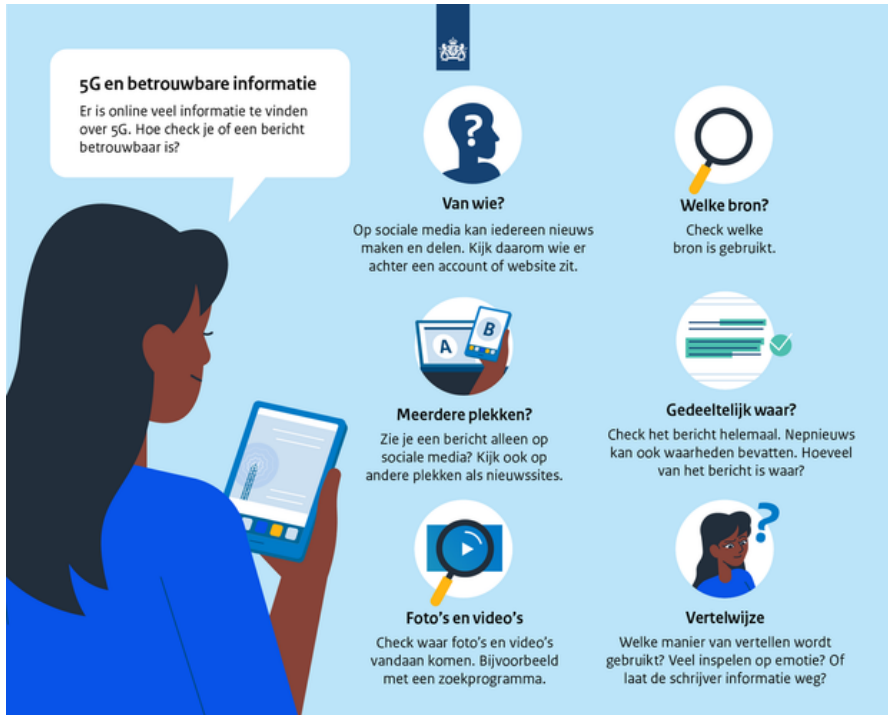 5G en betrouwbare informatie
Er is online veel informatie te vinden
over 5G. Hoe check je of een bericht
betrouwbaar is?
?
Van wie?
Op sociale media kan iedereen nieuws
maken en delen. Kijk daarom wie er
achter een account of website zit.
Welke bron?
Check welke
bron is gebruikt.
A
B
Meerdere plekken?
Zie je een bericht alleen op
sociale media? Kijk ook op
andere plekken als nieuwssites.
Gedeeltelijk waar?
Check het bericht helemaal. Nepnieuws
kan ook waarheden bevatten. Hoeveel
van het bericht is waar?
Foto's en video's
Check waar foto's en video's
vandaan komen. Bijvoorbeeld
met een zoekprogramma.
?
Vertelwijze
Welke manier van vertellen wordt
gebruikt? Veel inspelen op emotie? Of
laat de schrijver informatie weg?